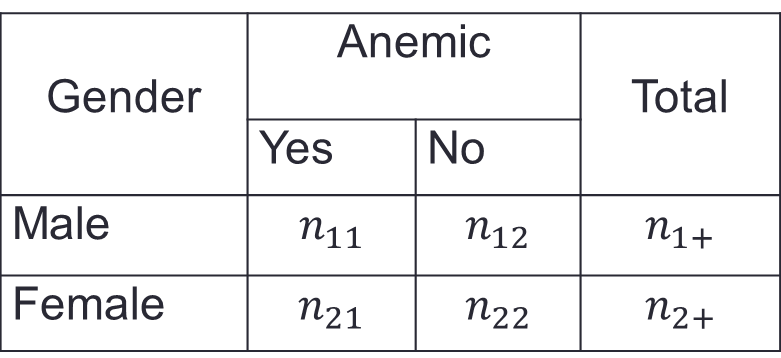 Gender Anemic Total
Yes No
Male n₁₁ n₁₂ n₁₊
Female n₂₁ n₂₂ n₂₊